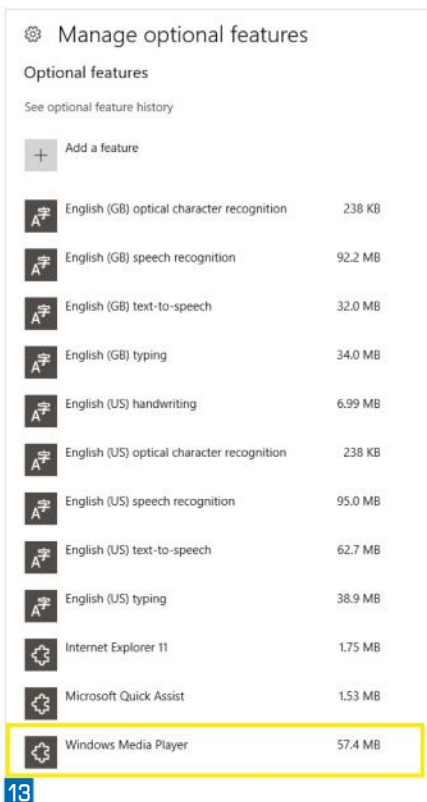 Manage optional features
Optional features
See optional feature history
Add a feature
English (GB) optical character recognition 238 KB
English (GB) speech recognition 92.2 MB
English (GB) text-to-speech 32.0 MB
English (GB) typing 34.0 MB
English (US) handwriting 6.99 MB
English (US) optical character recognition 238 KB
English (US) speech recognition 95.0 MB
English (US) text-to-speech 62.7 MB
English (US) typing 38.9 MB
Internet Explorer 11 1.75 MB
Microsoft Quick Assist 1.53 MB
Windows Media Player 57.4 MB
13